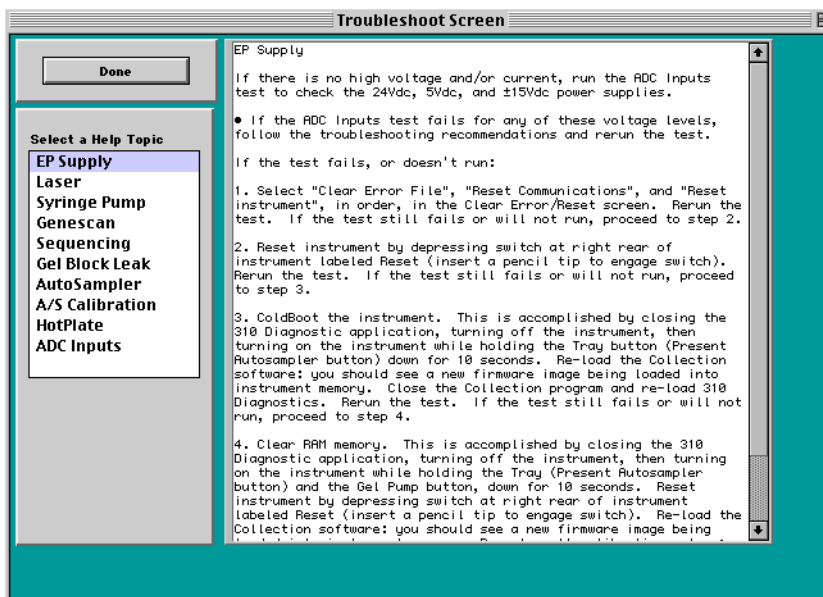 Troubleshoot Screen
Done
Select a Help Topic
EP Supply
Laser
Syringe Pump
Genescan
Sequencing
Gel Block Leak
AutoSampler
A/S Calibration
HotPlate
ADC Inputs
EP Supply
If there is no high voltage and/or current, run the ADC Inputs
test to check the 24Vdc, 5Vdc, and ±15Vdc power supplies.
● If the ADC Inputs test fails for any of these voltage levels,
follow the troubleshooting recommendations and rerun the test.
If the test fails, or doesn't run:
1. Select "Clear Error File", "Reset Communications", and "Reset
instrument", in order, in the Clear Error/Reset screen.  Rerun the
test.  If the test still fails or will not run, proceed to step 2.
2. Reset instrument by depressing switch at right rear of
instrument labeled Reset (insert a pencil tip to engage switch).
Rerun the test.  If the test still fails or will not run, proceed
to step 3.
3. ColdBoot the instrument.  This is accomplished by closing the
310 Diagnostic application, turning off the instrument, then
turning on the instrument while holding the Tray button (Present
Autosampler button) down for 10 seconds.  Re-load the Collection
software: you should see a new firmware image being loaded into
instrument memory.  Close the Collection program and re-load 310
Diagnostics.  Rerun the test.  If the test still fails or will not
run, proceed to step 4.
4. Clear RAM memory.  This is accomplished by closing the 310
Diagnostic application, turning off the instrument, then turning
on the instrument while holding the Tray (Present Autosampler
button) and the Gel Pump button, down for 10 seconds.  Reset
instrument by depressing switch at right rear of instrument
labeled Reset (insert a pencil tip to engage switch).  Re-load the
Collection software: you should see a new firmware image being